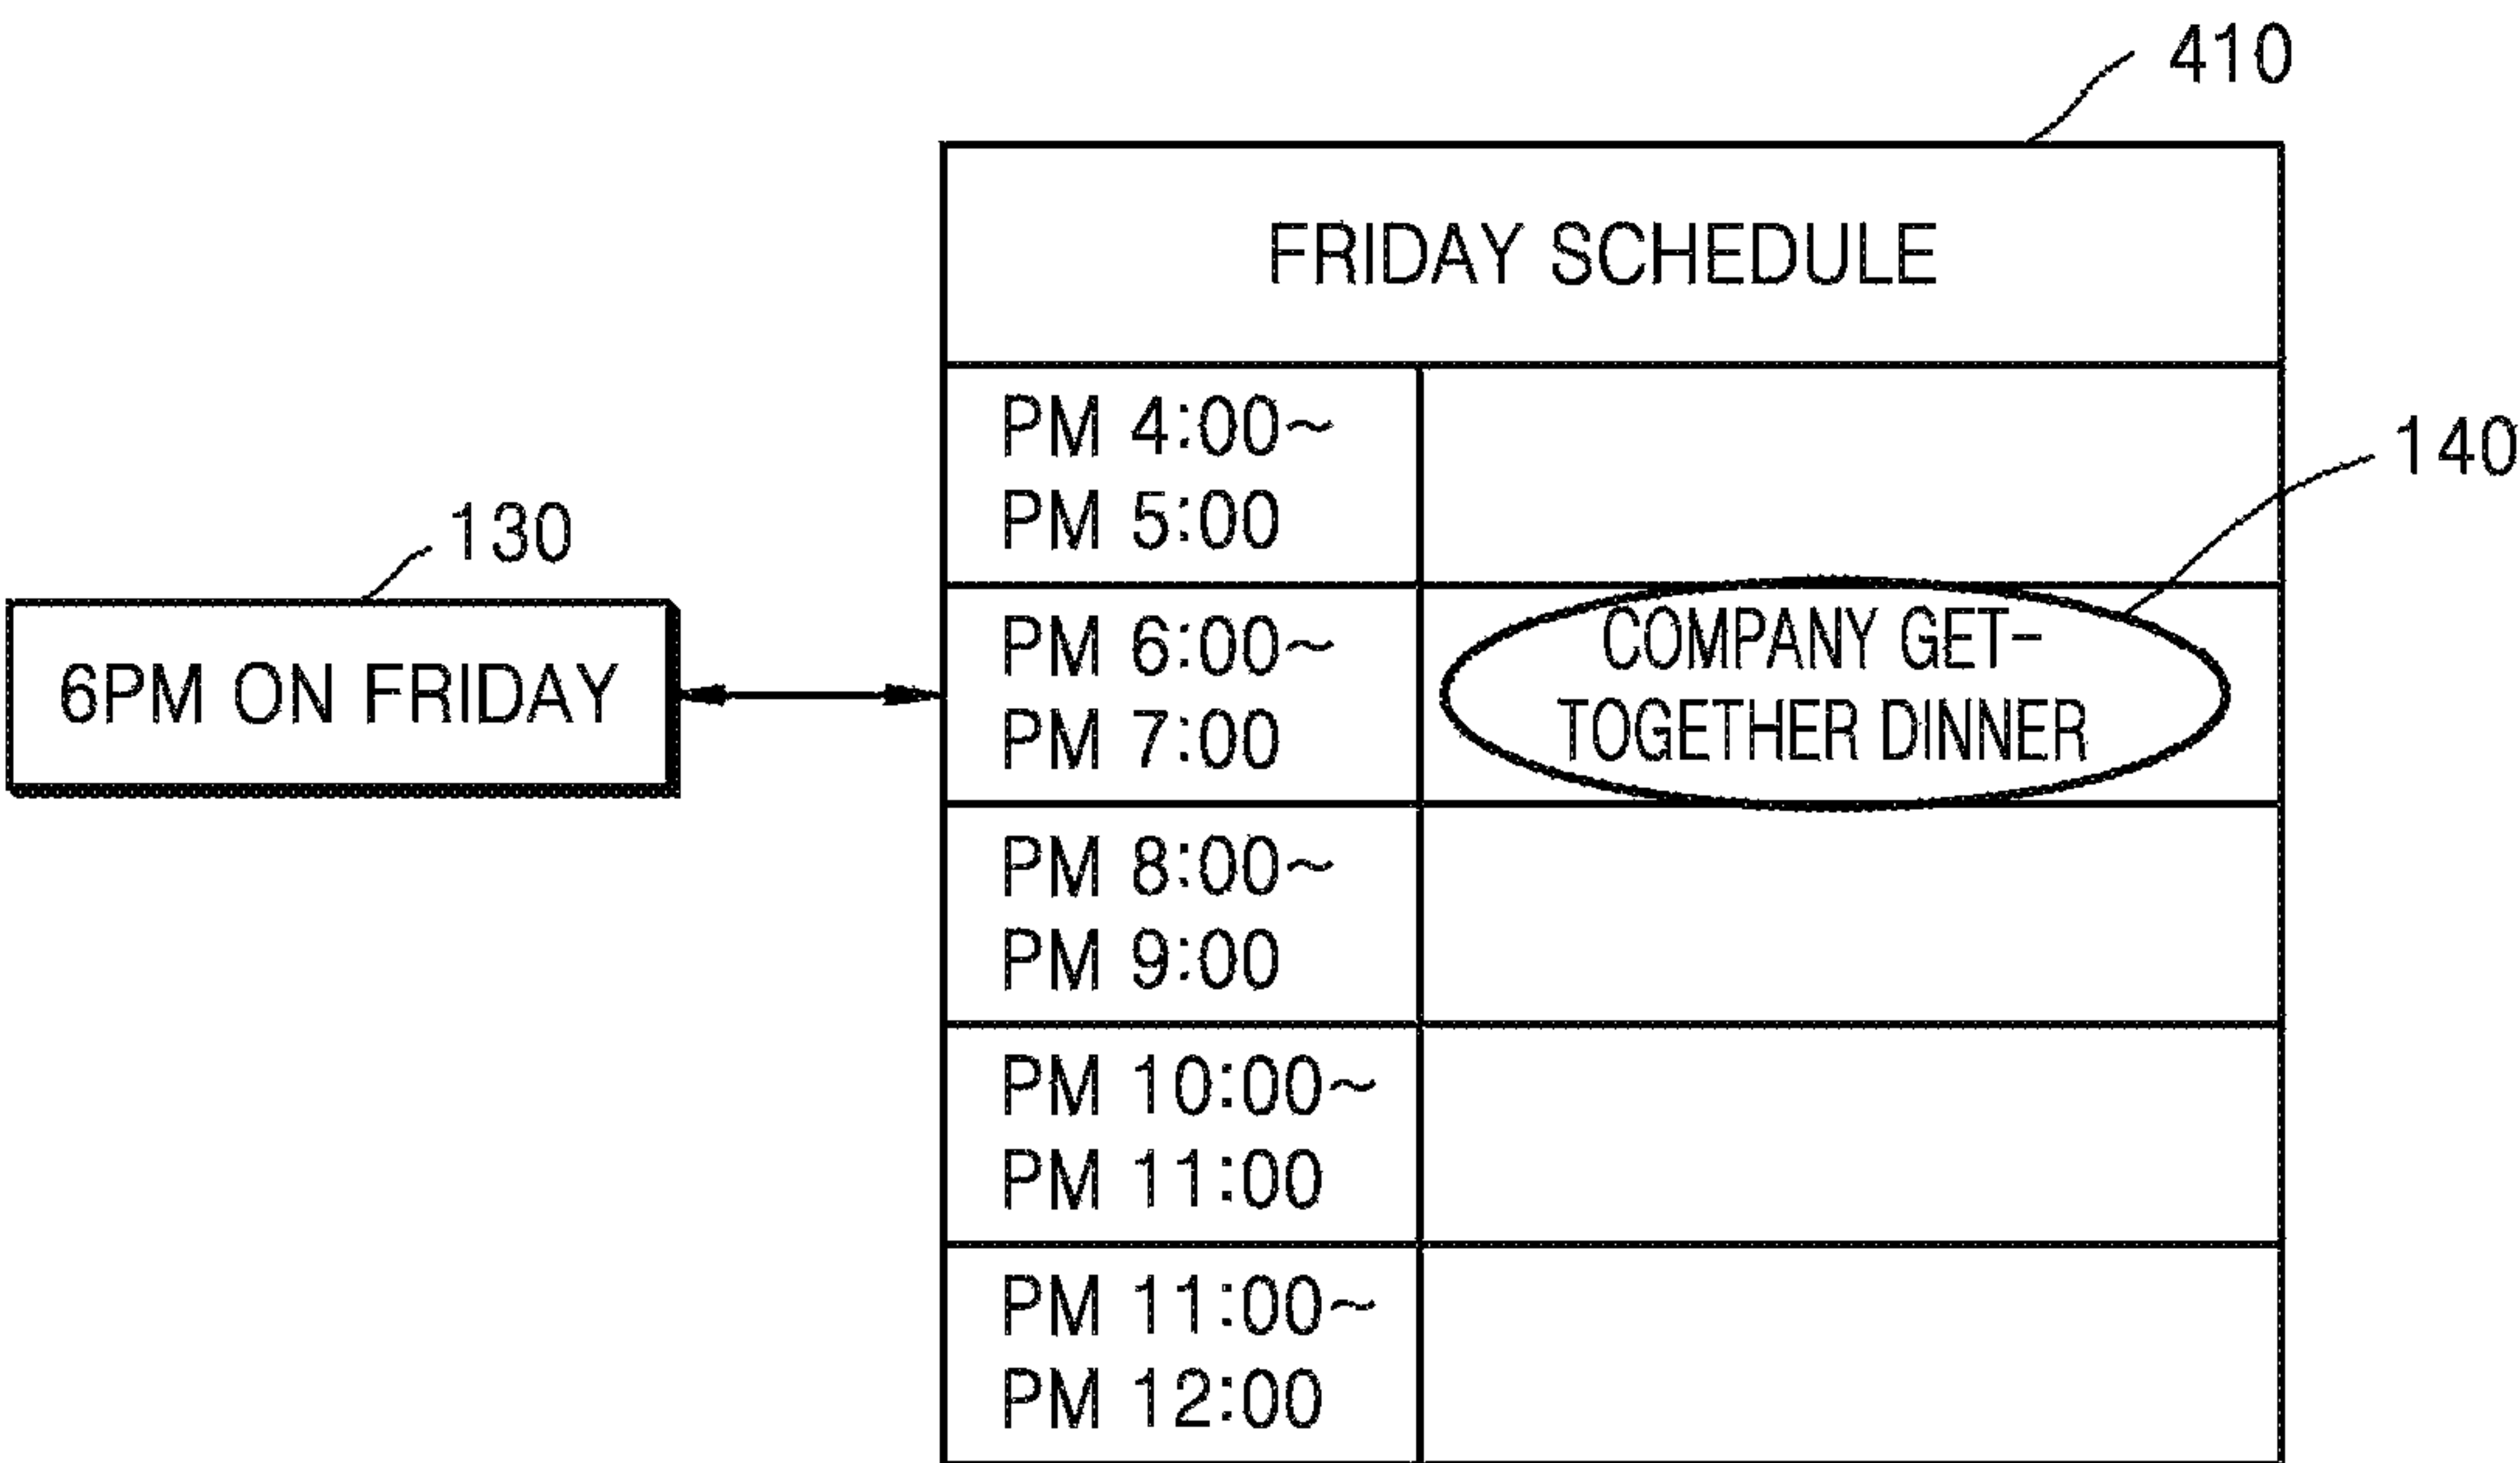 410
FRIDAY SCHEDULE
PM 4:00~
PM 5:00
140
130
6PM ON FRIDAY
PM 6:00~
PM 7:00
COMPANY GET-
TOGETHER DINNER
PM 8:00~
PM 9:00
PM 10:00~
PM 11:00
PM 11:00~
PM 12:00